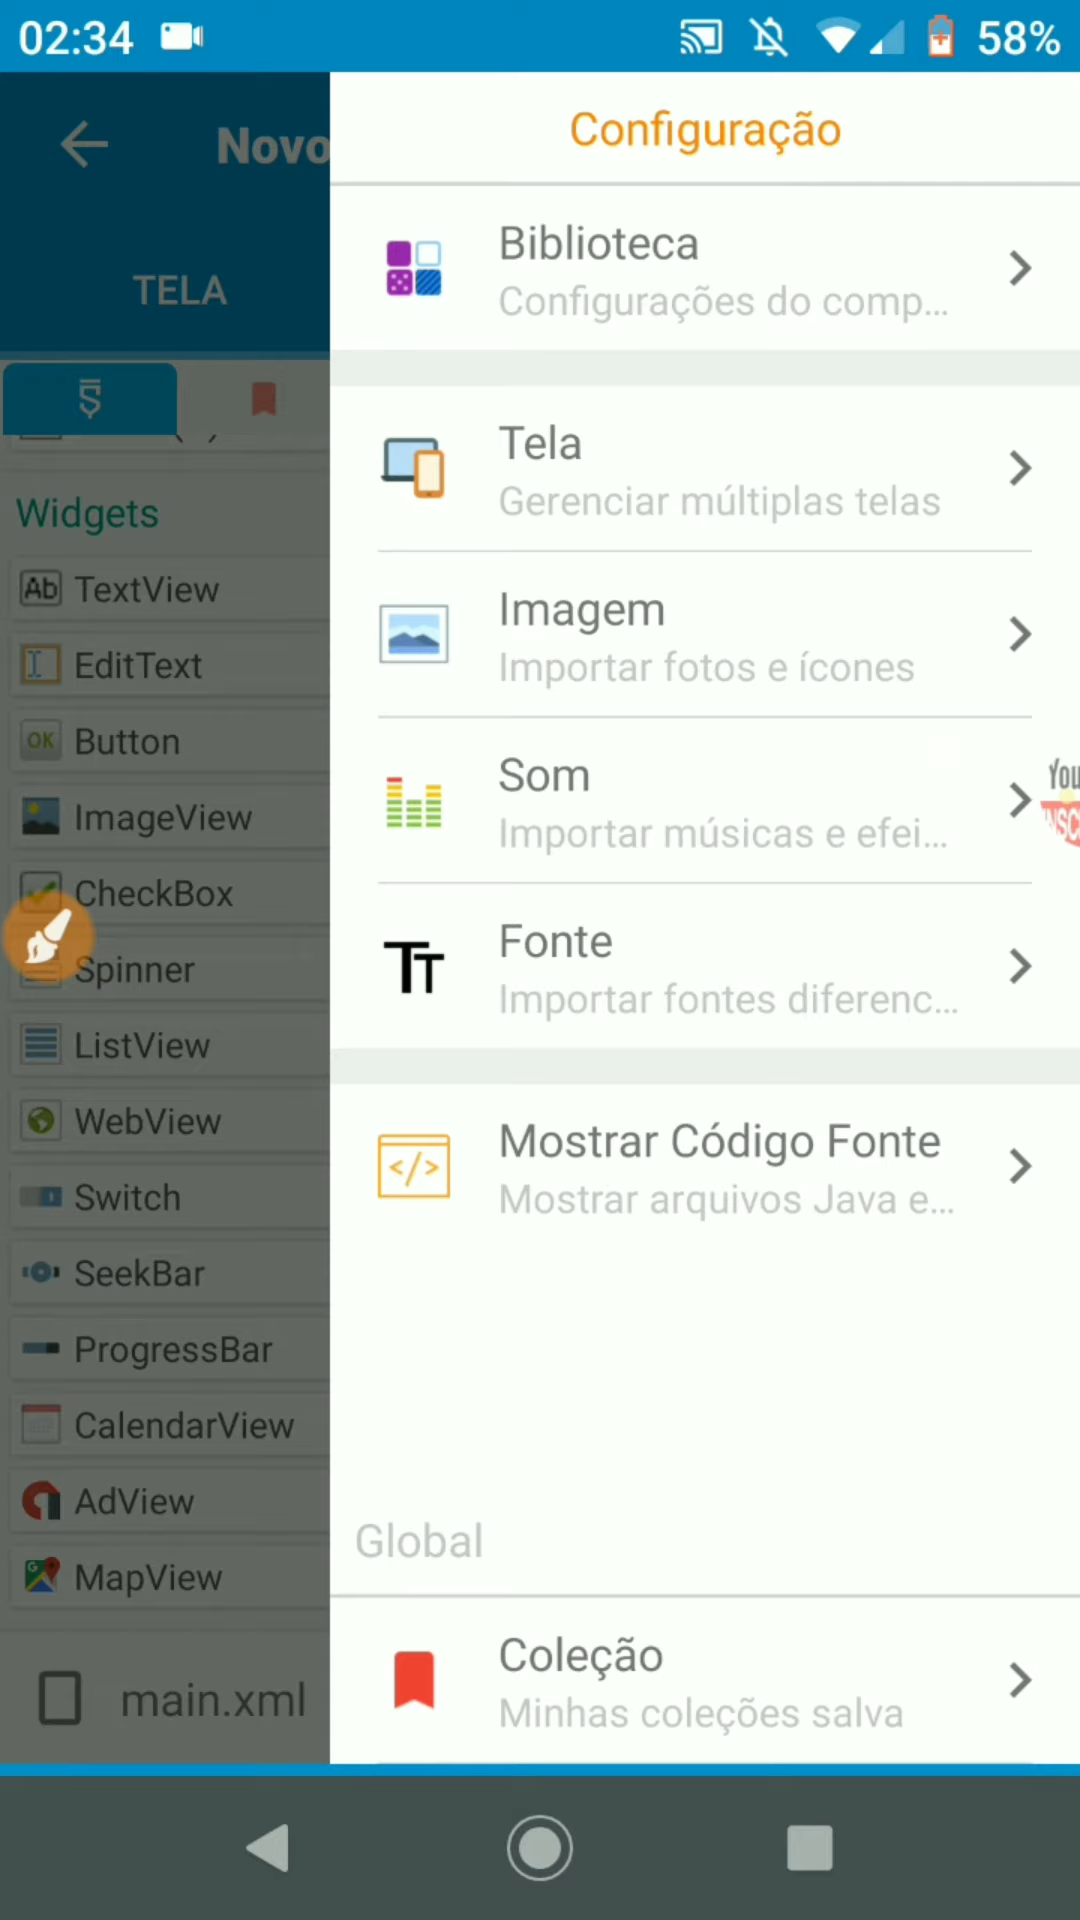 02:34
58%
Novo
Configuração
TELA
Biblioteca
Configurações do comp...
Tela
Gerenciar múltiplas telas
Widgets
Ab TextView
EditText
Imagem
Importar fotos e ícones
OK Button
ImageView
Som
Importar músicas e efei...
CheckBox
Spinner
Fonte
Importar fontes diferenc...
ListView
WebView
Mostrar Código Fonte
Mostrar arquivos Java e...
Switch
SeekBar
ProgressBar
CalendarView
AdView
Global
MapView
Coleção
Minhas coleções salva
main.xml